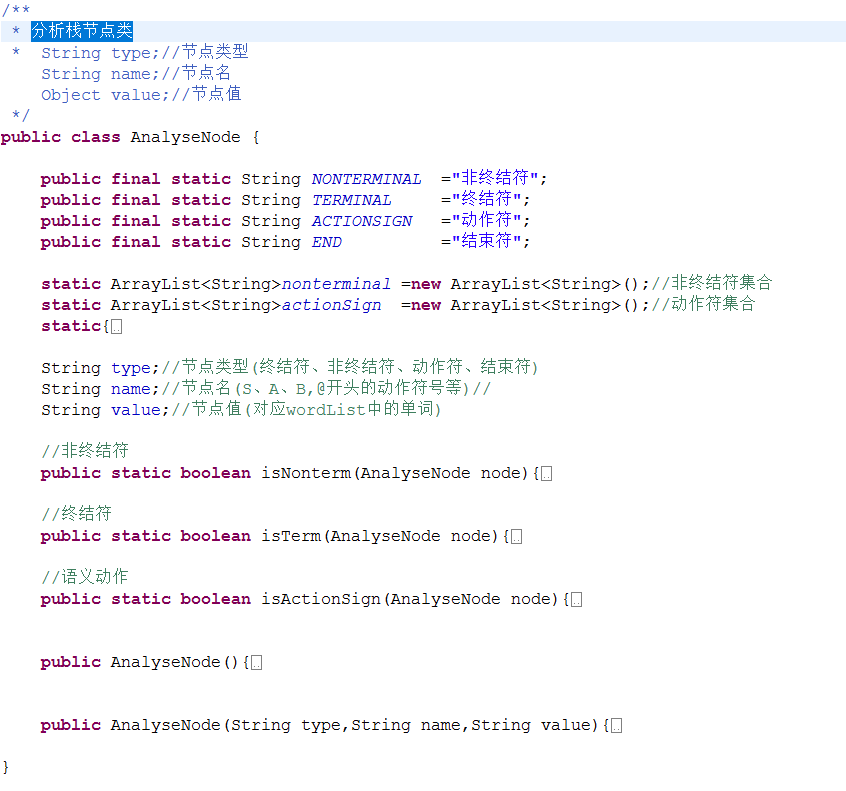 /**
 * 分析栈节点类
 *  String type;//节点类型
    String name;//节点名
    Object value;//节点值
 */
public class AnalyseNode {
    public final static String NONTERMINAL  ="非终结符";
    public final static String TERMINAL     ="终结符";
    public final static String ACTIONSIGN   ="动作符";
    public final static String END          ="结束符";
    static ArrayList<String>nonterminal =new ArrayList<String>();//非终结符集合
    static ArrayList<String>actionSign  =new ArrayList<String>();//动作符集合
    static{..
    String type;//节点类型(终结符、非终结符、动作符、结束符)
    String name;//节点名(S、A、B,@开头的动作符号等)//
    String value;//节点值(对应wordList中的单词)
    //非终结符
    public static boolean isNonterm(AnalyseNode node){..
    //终结符
    public static boolean isTerm(AnalyseNode node){..
    //语义动作
    public static boolean isActionSign(AnalyseNode node){..
    public AnalyseNode(){..
    public AnalyseNode(String type,String name,String value){..
}